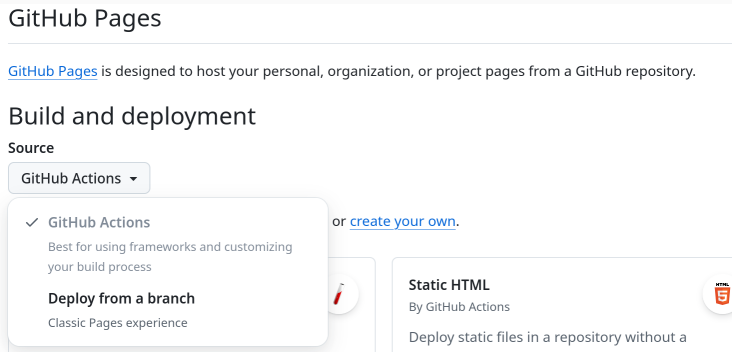 GitHub Pages
GitHub Pages is designed to host your personal, organization, or project pages from a GitHub repository.
Build and deployment
Source
GitHub Actions
GitHub Actions
Best for using frameworks and customizing
your build process
Deploy from a branch
Classic Pages experience
or create your own.
Static HTML
By GitHub Actions
Deploy static files in a repository without a
HTML
5